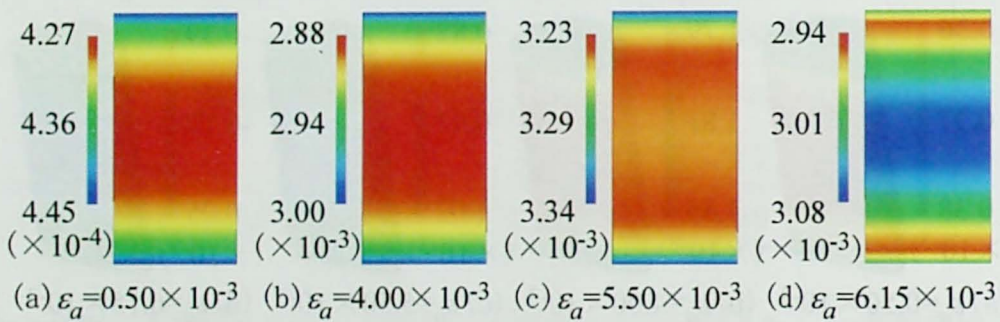 4.27 2.88 3.23 2.94
4.36 2.94 3.29 3.01
4.45 3.00 3.34 3.08
(×10⁻⁴) (×10⁻³) (×10⁻³) (×10⁻³)
(a) εₐ=0.50×10⁻³ (b) εₐ=4.00×10⁻³ (c) εₐ=5.50×10⁻³ (d) εₐ=6.15×10⁻³